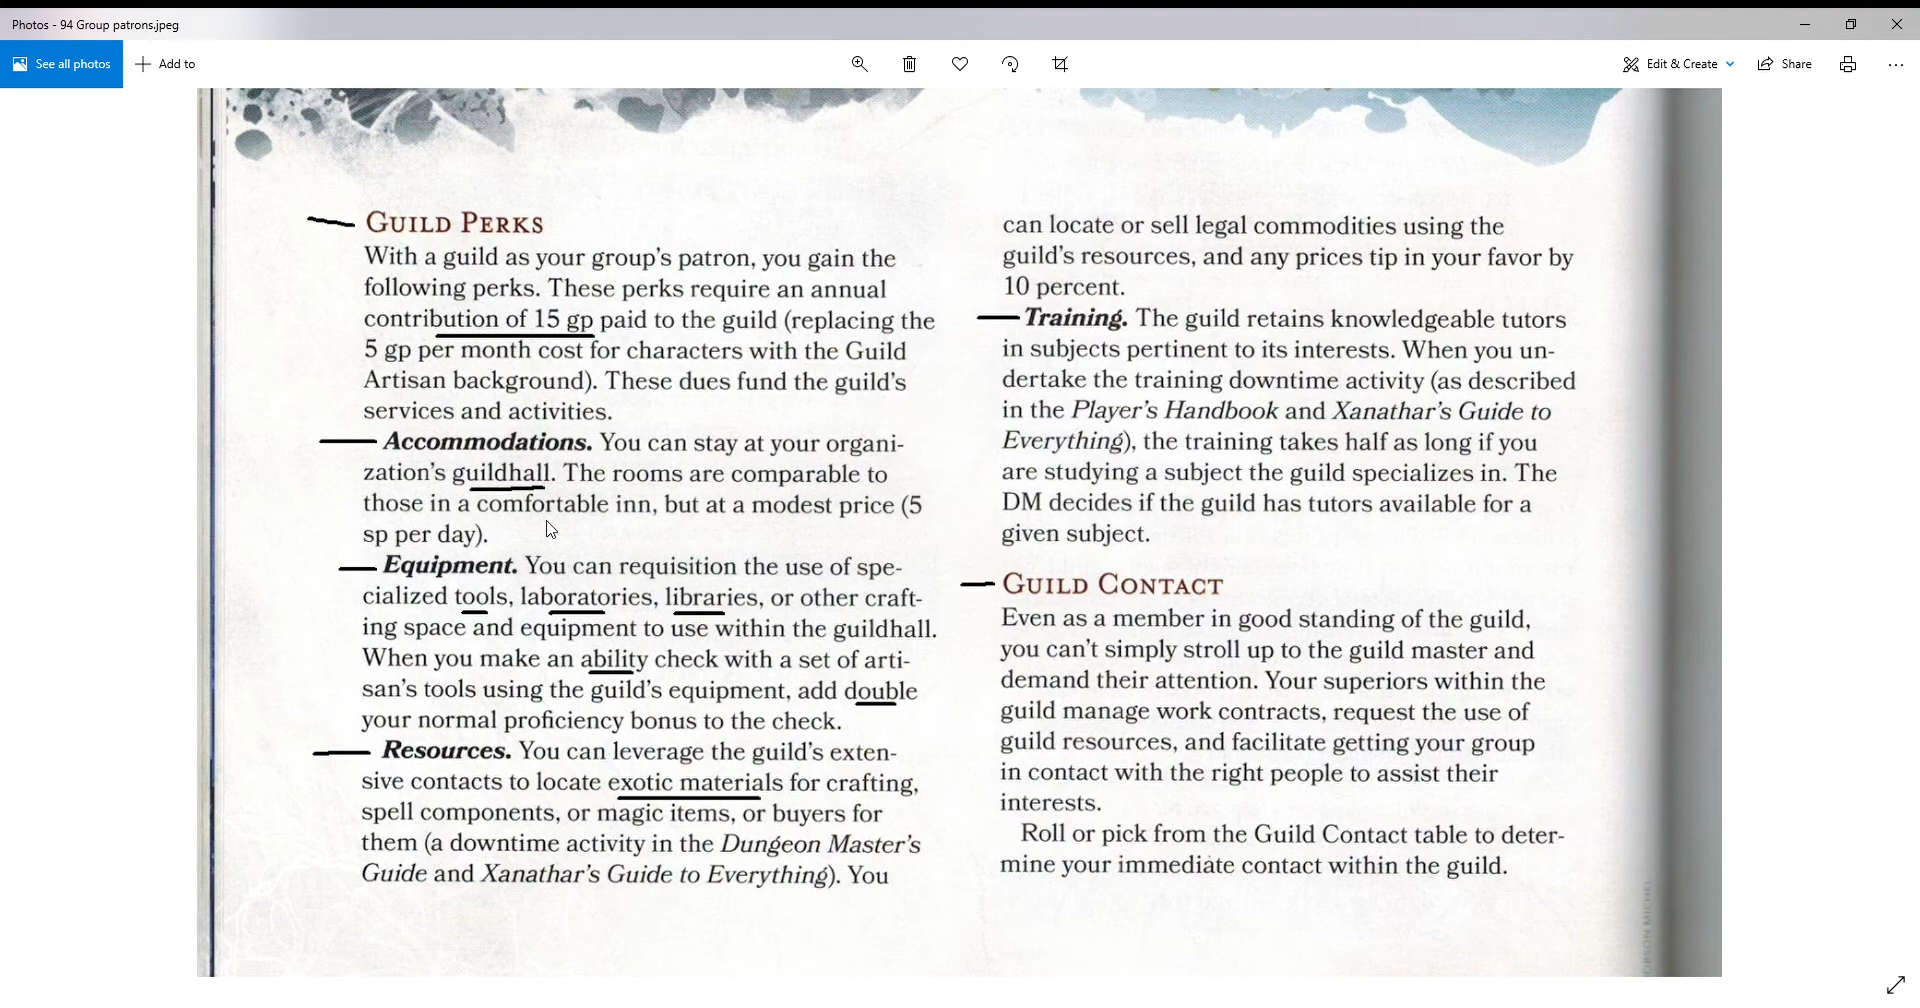 Photos - 94 Group patrons.jpeg
See all photos
Add to
Edit & Create
Share
GUILD PERKS
With a guild as your group's patron, you gain the
following perks. These perks require an annual
contribution of 15 gp paid to the guild (replacing the
5 gp per month cost for characters with the Guild
Artisan background). These dues fund the guild's
services and activities.
Accommodations. You can stay at your organi-
zation's guildhall. The rooms are comparable to
those in a comfortable inn, but at a modest price (5
sp per day).
Equipment. You can requisition the use of spe-
cialized tools, laboratories, libraries, or other craft-
ing space and equipment to use within the guildhall.
When you make an ability check with a set of arti-
san's tools using the guild's equipment, add double
your normal proficiency bonus to the check.
Resources. You can leverage the guild's exten-
sive contacts to locate exotic materials for crafting,
spell components, or magic items, or buyers for
them (a downtime activity in the Dungeon Master's
Guide and Xanathar's Guide to Everything). You
can locate or sell legal commodities using the
guild's resources, and any prices tip in your favor by
10 percent.
Training. The guild retains knowledgeable tutors
in subjects pertinent to its interests. When you un-
dertake the training downtime activity (as described
in the Player's Handbook and Xanathar's Guide to
Everything), the training takes half as long if you
are studying a subject the guild specializes in. The
DM decides if the guild has tutors available for a
given subject.
GUILD CONTACT
Even as a member in good standing of the guild,
you can't simply stroll up to the guild master and
demand their attention. Your superiors within the
guild manage work contracts, request the use of
guild resources, and facilitate getting your group
in contact with the right people to assist their
interests.
Roll or pick from the Guild Contact table to deter-
mine your immediate contact within the guild.